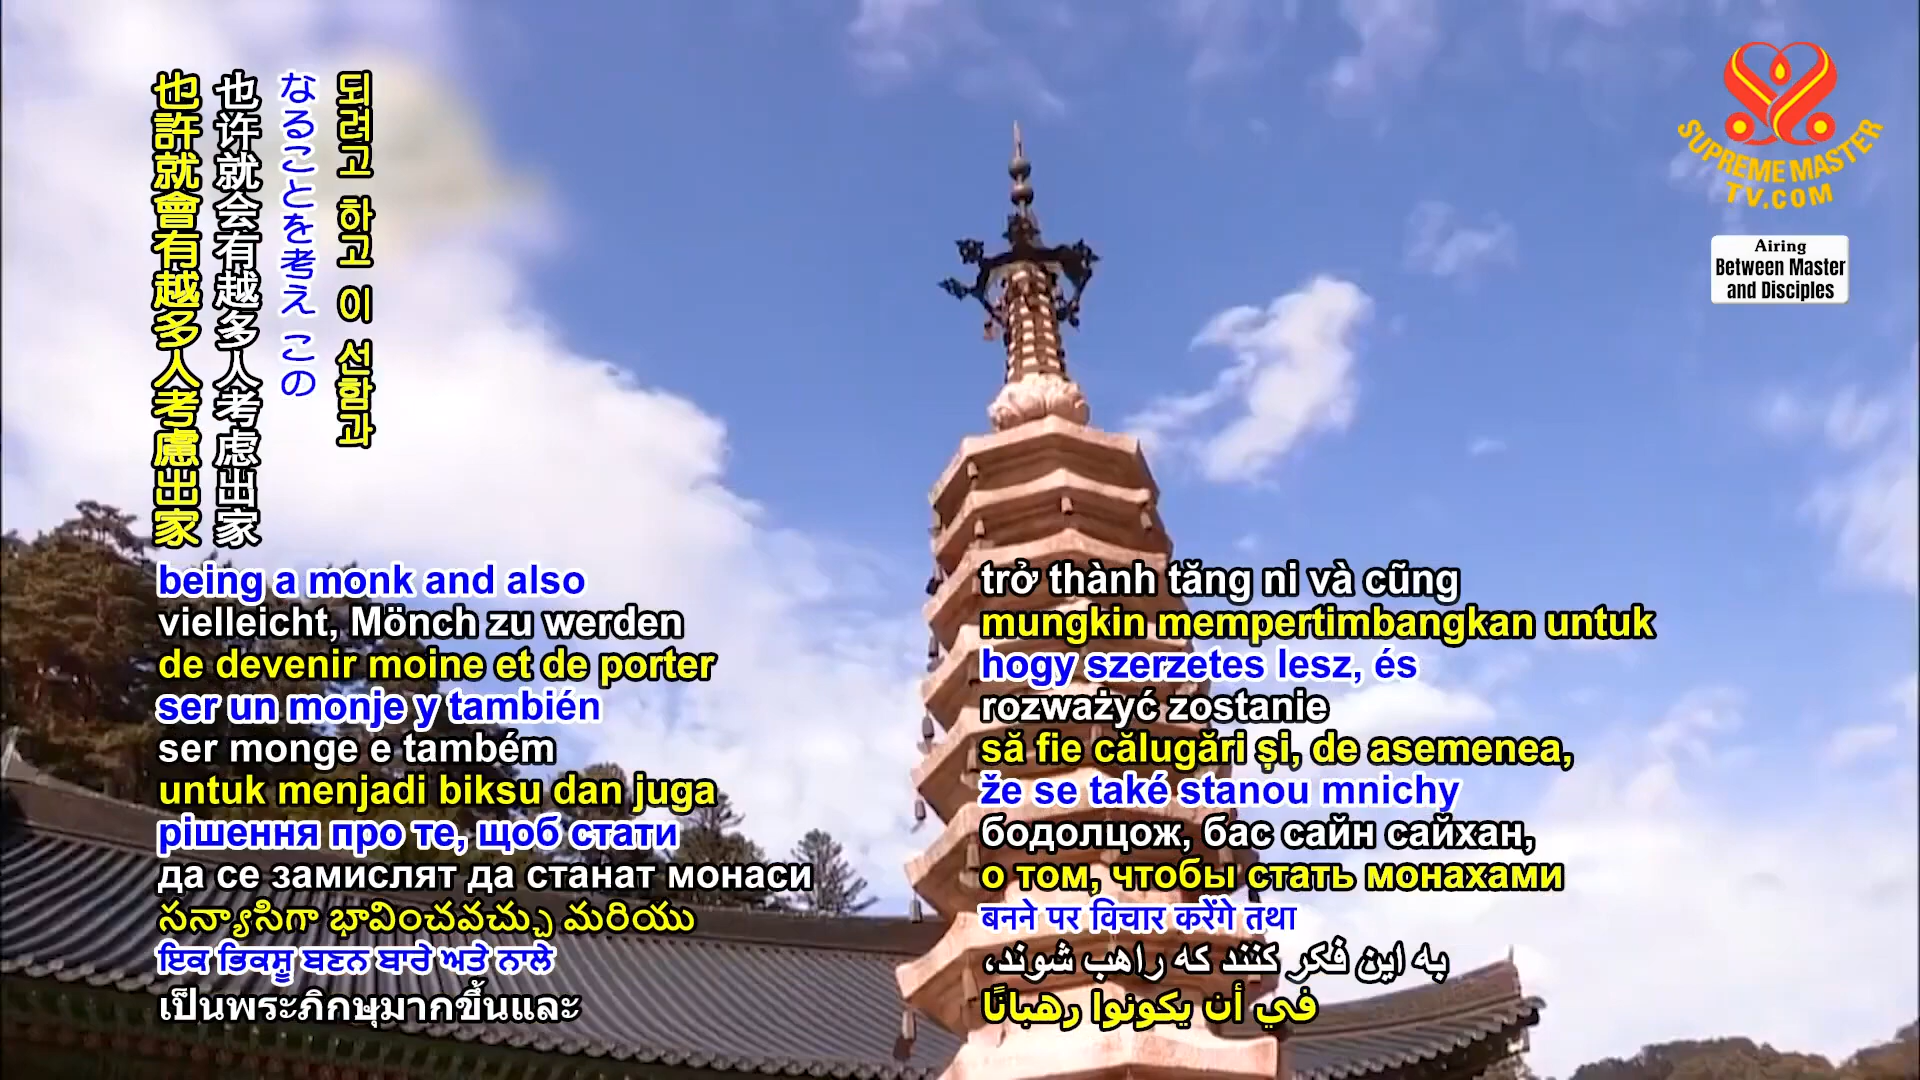 되려고 하고 이 선함과
なることを考え この
也许就会有越多人考虑出家
也許就會有越多人考慮出家
being a monk and also
vielleicht, Mönch zu werden
de devenir moine et de porter
ser un monje y también
ser monge e também
untuk menjadi biksu dan juga
рішення про те, щоб стати
да се замислят да станат монаси
సన్యాసిగా భావించవచ్చు మరియు
ਇਕ ਭਿਕਸ਼ੂ ਬਣਨ ਬਾਰੇ ਅਤੇ ਨਾਲੇ
เป็นพระภิกษุมากขึ้นและ
trở thành tăng ni và cũng
mungkin mempertimbangkan untuk
hogy szerzetes lesz, és
rozważyć zostanie
să fie călugări și, de asemenea,
že se také stanou mnichy
бодолцож, бас сайн сайхан,
о том, чтобы стать монахами
बनने पर विचार करेंगे तथा
به این فکر کنند که راهب شوند،
في أن يكونوا رهبانًا
SUPREME MASTER
TV.COM
Airing
Between Master
and Disciples